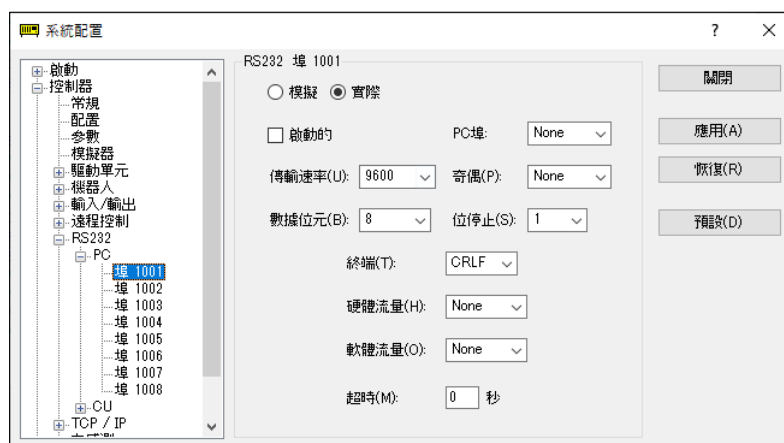 系統配置
? ×
啟動
控制器
常規
配置
參數
模擬器
驅動單元
機器人
輸入/輸出
遠程控制
RS232
PC
埠 1001
埠 1002
埠 1003
埠 1004
埠 1005
埠 1006
埠 1007
埠 1008
CU
TCP / IP
RS232 埠 1001
模擬 實際
啟動的 PC埠: None
傳輸速率(U): 9600 奇偶(P): None
數據位元(B): 8 位停止(S): 1
終端(T): CRLF
硬體流量(H): None
軟體流量(O): None
超時(M): 0 秒
關閉
應用(A)
恢復(R)
預設(D)